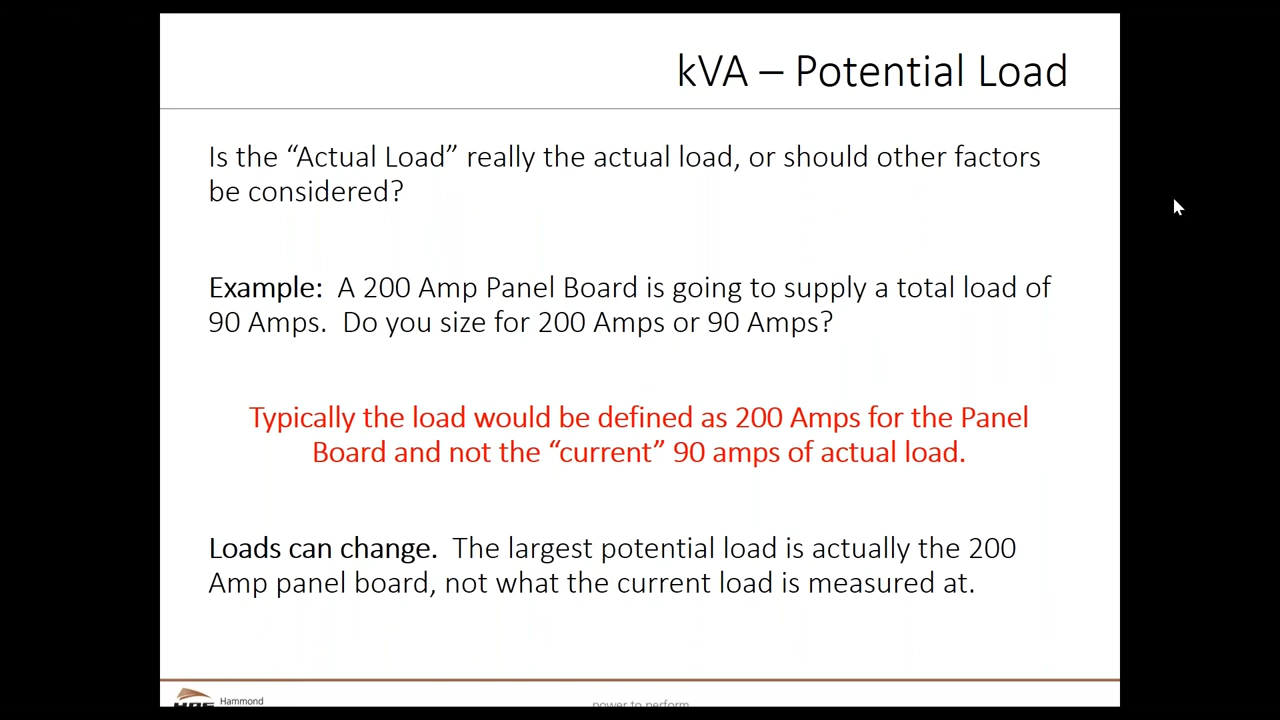 kVA – Potential Load
Is the “Actual Load” really the actual load, or should other factors
be considered?
Example: A 200 Amp Panel Board is going to supply a total load of
90 Amps. Do you size for 200 Amps or 90 Amps?
Typically the load would be defined as 200 Amps for the Panel
Board and not the “current” 90 amps of actual load.
Loads can change. The largest potential load is actually the 200
Amp panel board, not what the current load is measured at.
Hammond
power to perform